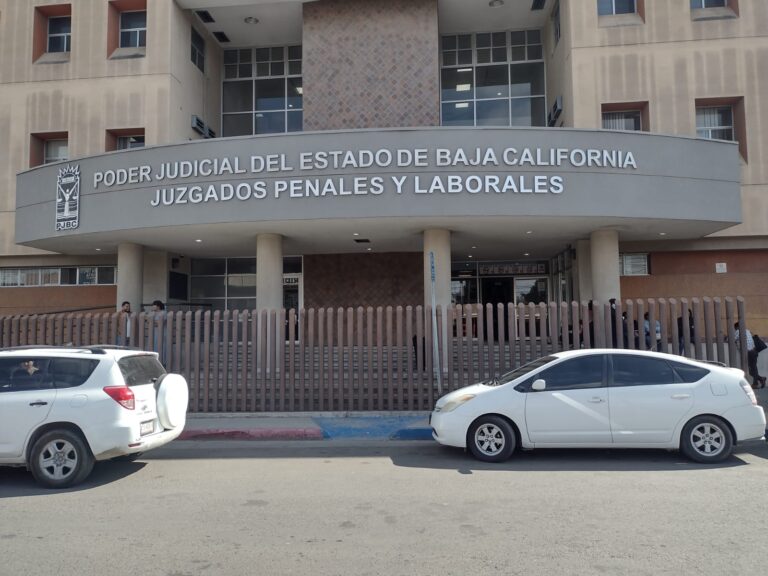 PODER JUDICIAL DEL ESTADO DE BAJA CALIFORNIA
JUZGADOS PENALES Y LABORALES
PJBC